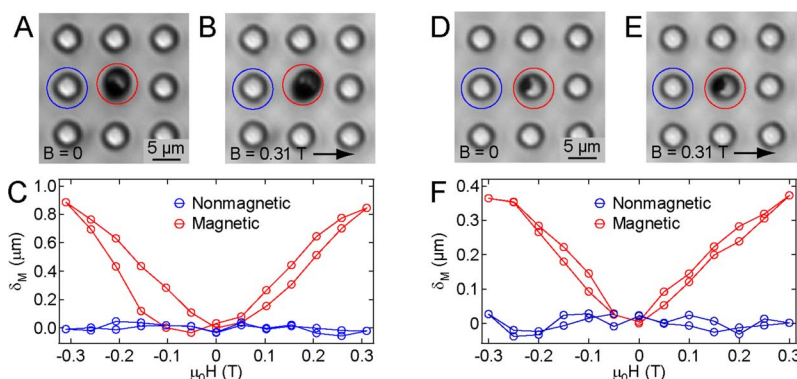 A
B
D
E
B = 0
5 μm
B = 0.31 T
B = 0
5 μm
B = 0.31 T
C
1.0
0.8
0.6
0.4
0.2
0.0
δM (μm)
Nonmagnetic
Magnetic
-0.3
-0.2
-0.1
0
0.1
0.2
0.3
μ0H (T)
F
0.4
0.3
0.2
0.1
0
δM (μm)
Nonmagnetic
Magnetic
-0.3
-0.2
-0.1
0
0.1
0.2
0.3
μ0H (T)